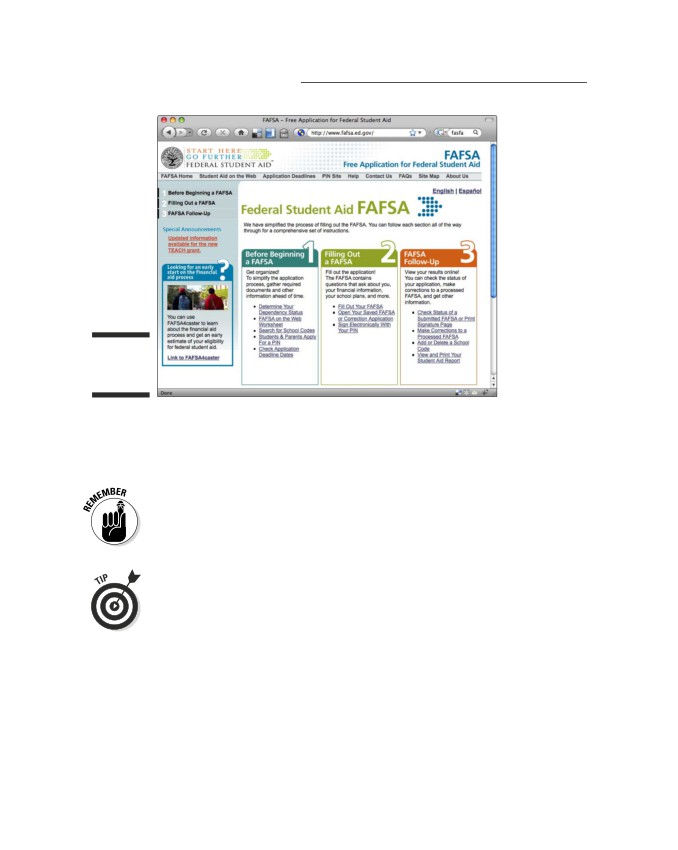 FAFSA - Free Application for Federal Student Aid
http://www.fafsa.ed.gov/
fasfa
START HERE
GO FURTHER
FEDERAL STUDENT AID
FAFSA
Free Application for Federal Student Aid
FAFSA Home Student Aid on the Web Application Deadlines PIN Site Help Contact Us FAQs Site Map About Us
1 Before Beginning a FAFSA
2 Filling Out a FAFSA
3 FAFSA Follow-Up
Special Announcements
Updated information
available for the new
TEACH grant.
Looking for an early
start on the financial
aid process
?
You can use
FAFSA4caster to learn
about the financial aid
process and get an early
estimate of your eligibility
for federal student aid.
Link to FAFSA4caster
English | Español
Federal Student Aid FAFSA
We have simplified the process of filling out the FAFSA. You can follow each section all of the way
through for a comprehensive set of instructions.
Before Beginning
a FAFSA
1
Get organized!
To simplify the application
process, gather required
documents and other
information ahead of time.
• Determine Your
Dependency Status
• FAFSA on the Web
Worksheet
• Search for School Codes
• Students & Parents Apply
For a PIN
• Check Application
Deadline Dates
Filling Out
a FAFSA
2
Fill out the application!
The FAFSA contains
questions that ask about you,
your financial information,
your school plans, and more.
• Fill Out Your FAFSA
• Open Your Saved FAFSA
or Correction Application
• Sign Electronically With
Your PIN
FAFSA
Follow-Up
3
View your results online!
You can check the status of
your application, make
corrections to a processed
FAFSA, and get other
information.
• Check Status of a
Submitted FAFSA or Print
Signature Page
• Make Corrections to a
Processed FAFSA
• Add or Delete a School
Code
• View and Print Your
Student Aid Report
Done
REMEMBER
TIP